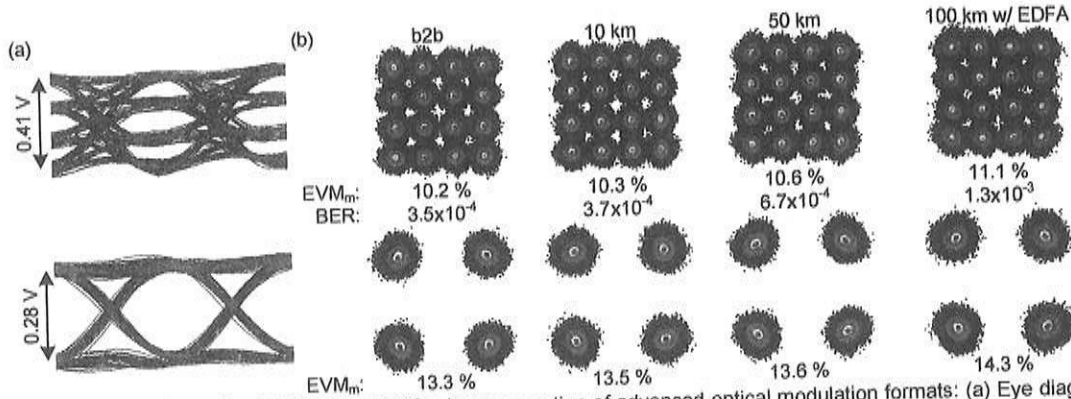 (a)
(b)
b2b
10 km
50 km
100 km w/ EDFA
0.41 V
EVMm:
10.2 %
10.3 %
10.6 %
11.1 %
BER:
3.5x10-4
3.7x10-4
6.7x10-4
1.3x10-3
0.28 V
EVMm:
13.3 %
13.5 %
13.6 %
14.3 %
of advanced optical modulation formats: (a) Eye diag